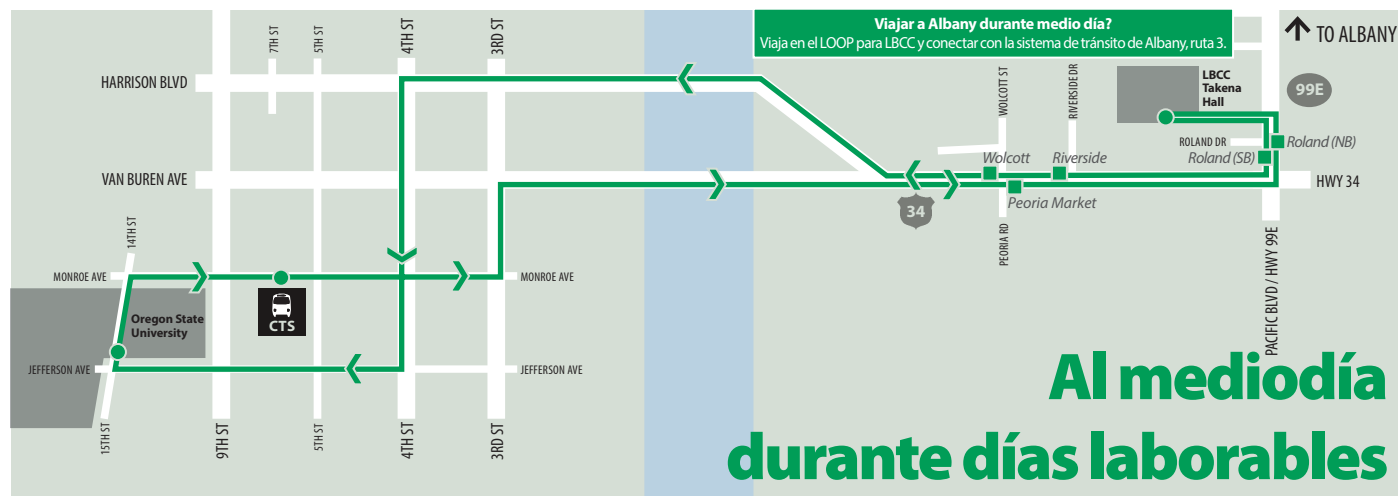 Viajar a Albany durante medio día?
Viaja en el LOOP para LBCC y conectar con la sistema de tránsito de Albany, ruta 3.
TO ALBANY
7TH ST
5TH ST
4TH ST
3RD ST
HARRISON BLVD
WOLCOTT ST
RIVERSIDE DR
LBCC
Takena
Hall
99E
ROLAND DR
Roland (NB)
Roland (SB)
Wolcott
Riverside
VAN BUREN AVE
HWY 34
Peoria Market
34
PEORIA RD
14TH ST
MONROE AVE
MONROE AVE
CTS
Oregon State
University
PACIFIC BLVD / HWY 99E
JEFFERSON AVE
JEFFERSON AVE
15TH ST
9TH ST
5TH ST
4TH ST
3RD ST
Al mediodía
durante días laborables